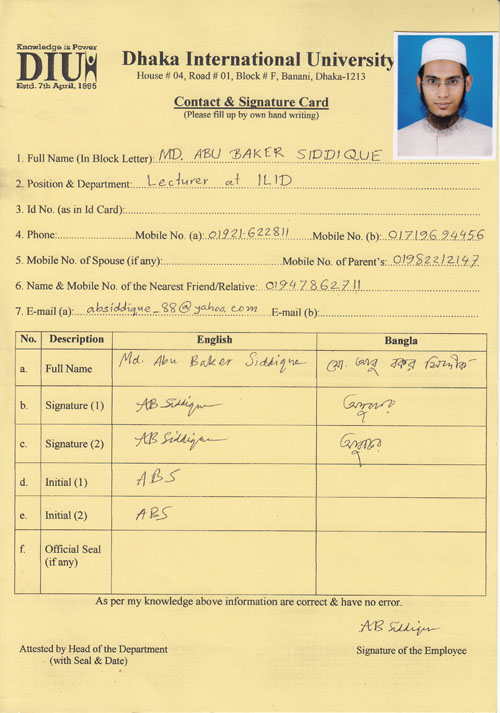 Knowledge is Power
DIU
Estd. 7th April, 1995
Dhaka International University
House # 04, Road # 01, Block # F, Banani, Dhaka-1213
Contact & Signature Card
(Please fill up by own hand writing)
1. Full Name (In Block Letter): MD. ABU BAKER SIDDIQUE
2. Position & Department: Lecturer at ILID
3. Id No. (as in Id Card):
4. Phone: Mobile No. (a): 01921-622811 Mobile No. (b): 01719694456
5. Mobile No. of Spouse (if any): Mobile No. of Parent's: 01982212147
6. Name & Mobile No. of the Nearest Friend/Relative: 01947862711
7. E-mail (a): absiddique_88@yahoo.com E-mail (b):
No. Description English Bangla
a. Full Name Md. Abu Baker Siddique মো. আবু বকর সিদ্দীক
b. Signature (1) AB Siddique
c. Signature (2) AB Siddique
d. Initial (1) ABS
e. Initial (2) ABS
f. Official Seal
(if any)
As per my knowledge above information are correct & have no error.
AB Siddique
Attested by Head of the Department Signature of the Employee
(with Seal & Date)